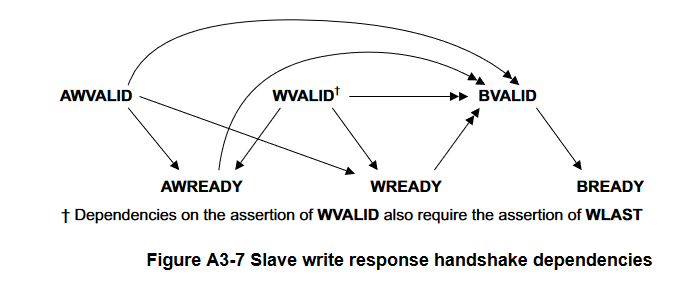 AWVALID WVALID† BVALID
AWREADY WREADY BREADY
† Dependencies on the assertion of WVALID also require the assertion of WLAST
Figure A3-7 Slave write response handshake dependencies